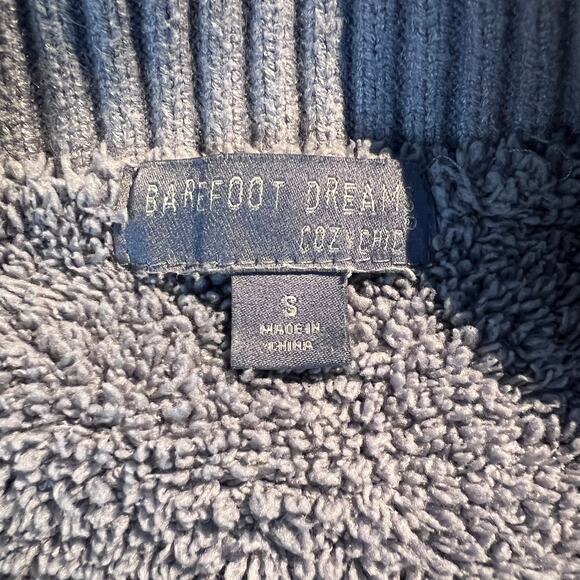 BAREFOOT DREAMS
COZYCHIC
S
MADE IN
CHINA